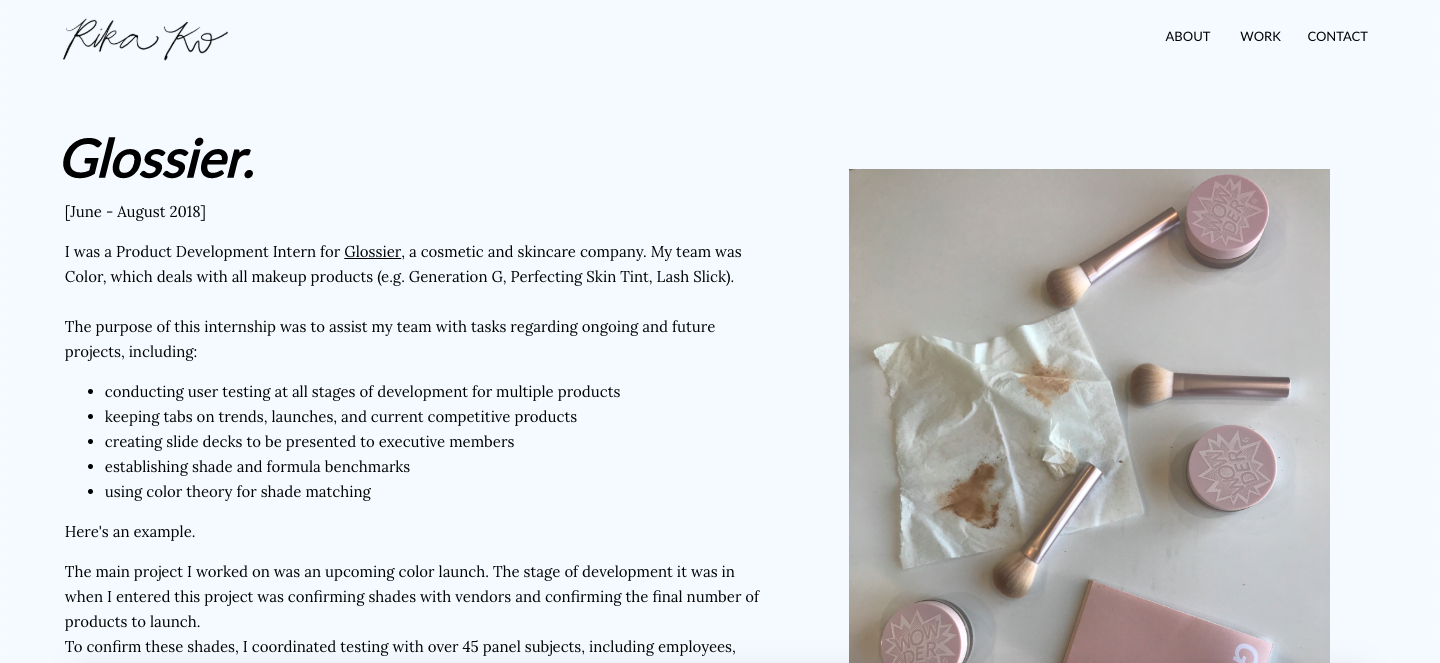 Rika Ko
ABOUT WORK CONTACT
Glossier.
[June - August 2018]
I was a Product Development Intern for Glossier, a cosmetic and skincare company. My team was
Color, which deals with all makeup products (e.g. Generation G, Perfecting Skin Tint, Lash Slick).
The purpose of this internship was to assist my team with tasks regarding ongoing and future
projects, including:
• conducting user testing at all stages of development for multiple products
• keeping tabs on trends, launches, and current competitive products
• creating slide decks to be presented to executive members
• establishing shade and formula benchmarks
• using color theory for shade matching
Here's an example.
The main project I worked on was an upcoming color launch. The stage of development it was in
when I entered this project was confirming shades with vendors and confirming the final number of
products to launch.
To confirm these shades, I coordinated testing with over 45 panel subjects, including employees,
WOW
DER
WOW
DER
WOW
DER
G